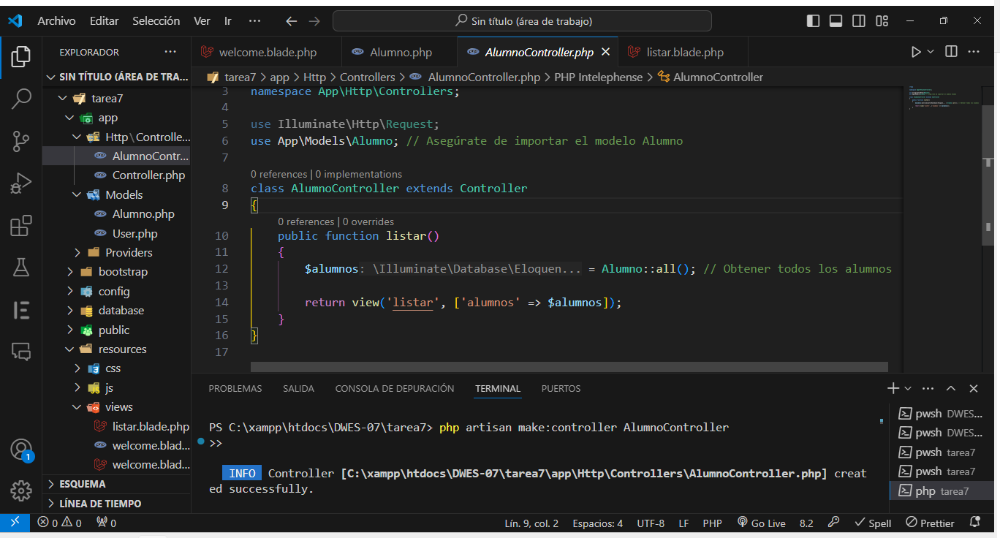 Archivo Editar Selección Ver Ir ··· Sin título (área de trabajo)
EXPLORADOR ···
welcome.blade.php Alumno.php AlumnoController.php listar.blade.php ···
SIN TÍTULO (ÁREA DE TRA...
tarea7 > app > Http > Controllers > AlumnoController.php > PHP Intelephense > AlumnoController
tarea7
app
Http\Controlle...
AlumnoContr...
Controller.php
Models
Alumno.php
User.php
Providers
bootstrap
config
database
public
resources
css
js
views
listar.blade.php
welcome.blad...
welcome.blad...
ESQUEMA
LÍNEA DE TIEMPO
3 namespace App\Http\Controllers;
4
5 use Illuminate\Http\Request;
6 use App\Models\Alumno; // Asegúrate de importar el modelo Alumno
7
0 references | 0 implementations
8 class AlumnoController extends Controller
9 {
0 references | 0 overrides
10 public function listar()
11 {
12 $alumnos: \Illuminate\Database\Eloquen... = Alumno::all(); // Obtener todos los alumnos
13
14 return view('listar', ['alumnos' => $alumnos]);
15 }
16 }
17
PROBLEMAS SALIDA CONSOLA DE DEPURACIÓN TERMINAL PUERTOS ···
PS C:\xampp\htdocs\DWES-07\tarea7> php artisan make:controller AlumnoController
>>
INFO Controller [C:\xampp\htdocs\DWES-07\tarea7\app\Http\Controllers\AlumnoController.php] creat
ed successfully.
pwsh DWES...
pwsh DWES...
pwsh tarea7
pwsh tarea7
php tarea7
1
0 0 0 Lín. 9, col. 2 Espacios: 4 UTF-8 LF PHP Go Live 8.2 Spell Prettier